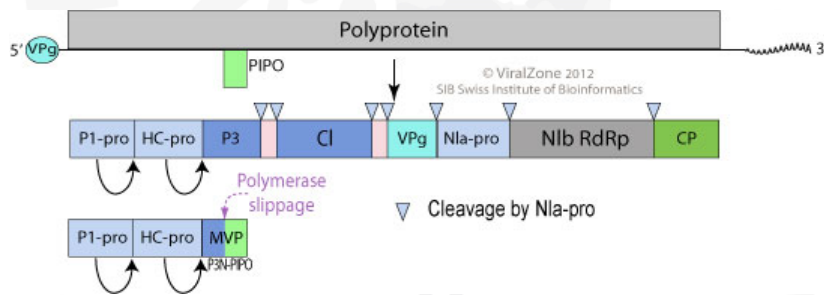 Polyprotein
5' VPg 3
PIPO
© ViralZone 2012
SIB Swiss Institute of Bioinformatics
P1-pro HC-pro P3 CI VPg NIa-pro NIb RdRp CP
Polymerase
slippage
Cleavage by NIa-pro
P1-pro HC-pro MVP
P3N-PIPO